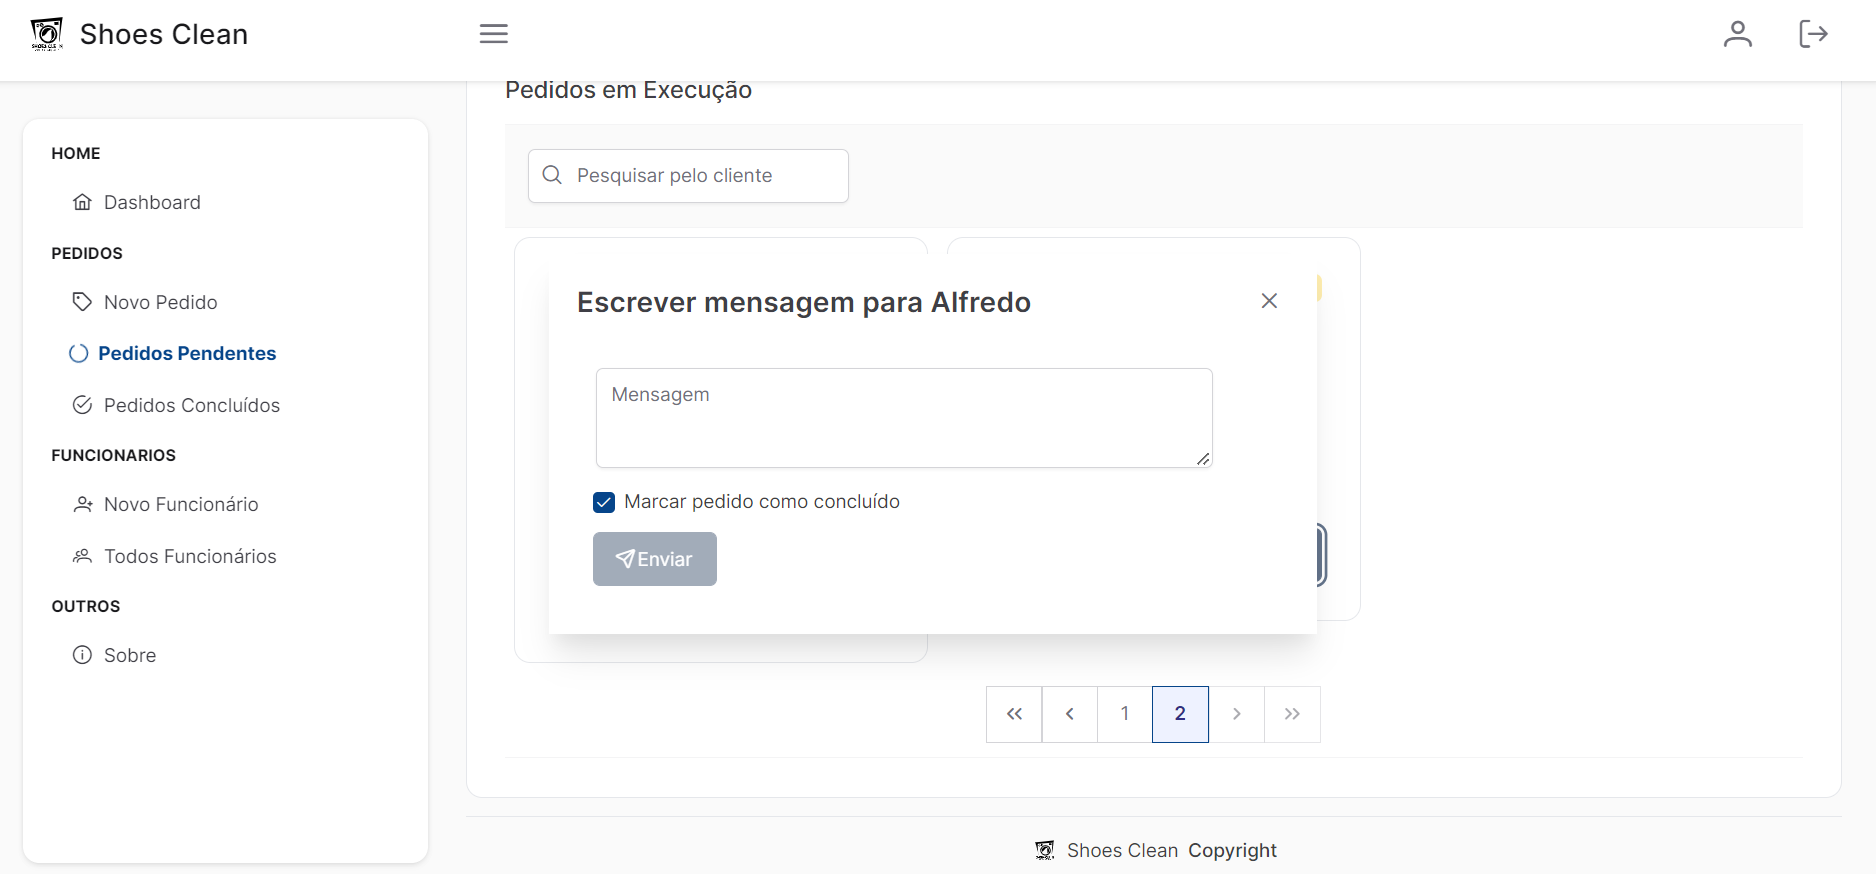 Shoes Clean
HOME
Dashboard
PEDIDOS
Novo Pedido
Pedidos Pendentes
Pedidos Concluídos
FUNCIONARIOS
Novo Funcionário
Todos Funcionários
OUTROS
Sobre
Pedidos em Execução
Pesquisar pelo cliente
Escrever mensagem para Alfredo
Mensagem
Marcar pedido como concluído
Enviar
1 2
Shoes Clean Copyright